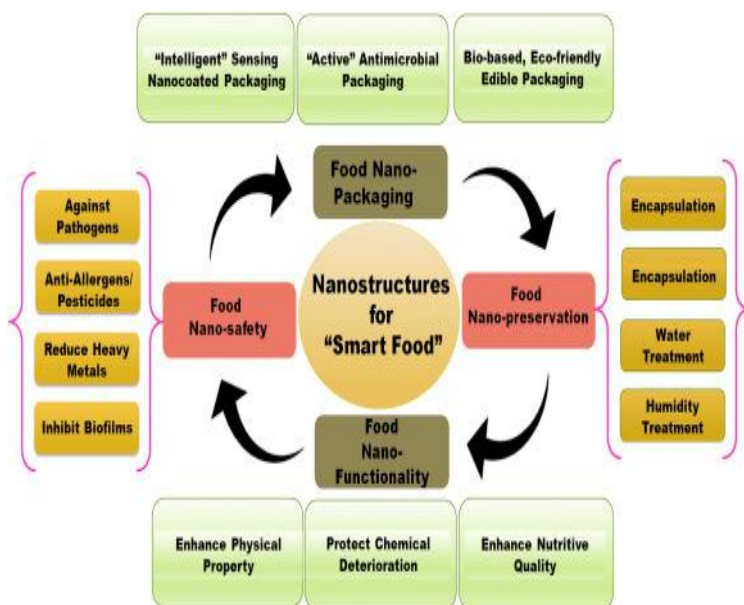 "Intelligent" Sensing
Nanocoated Packaging
"Active" Antimicrobial
Packaging
Bio-based, Eco-friendly
Edible Packaging
Food Nano-
Packaging
Against
Pathogens
Anti-Allergens/
Pesticides
Reduce Heavy
Metals
Inhibit Biofilms
Food
Nano-safety
Nanostructures
for
"Smart Food"
Food
Nano-preservation
Encapsulation
Encapsulation
Water
Treatment
Humidity
Treatment
Food
Nano-
Functionality
Enhance Physical
Property
Protect Chemical
Deterioration
Enhance Nutritive
Quality